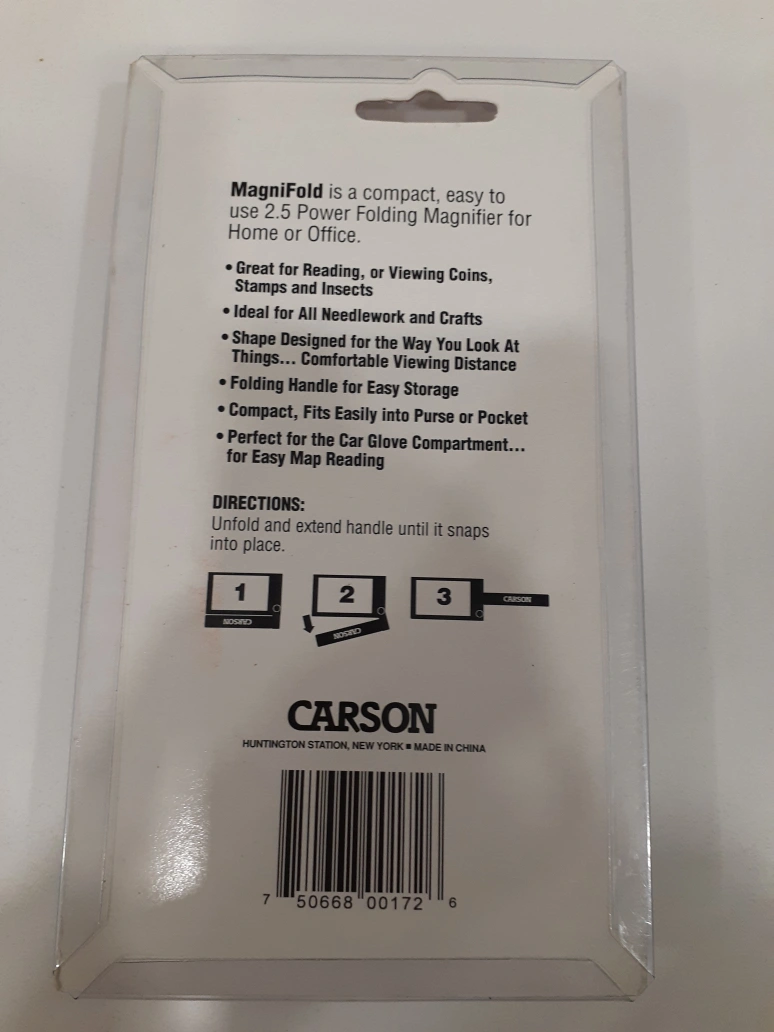 MagniFold is a compact, easy to
use 2.5 Power Folding Magnifier for
Home or Office.
• Great for Reading, or Viewing Coins,
Stamps and Insects
• Ideal for All Needlework and Crafts
• Shape Designed for the Way You Look At
Things... Comfortable Viewing Distance
• Folding Handle for Easy Storage
• Compact, Fits Easily into Purse or Pocket
• Perfect for the Car Glove Compartment...
for Easy Map Reading
DIRECTIONS:
Unfold and extend handle until it snaps
into place.
1 2 3
CARSON CARSON CARSON
CARSON
HUNTINGTON STATION, NEW YORK ■ MADE IN CHINA
7 50668 00172 6